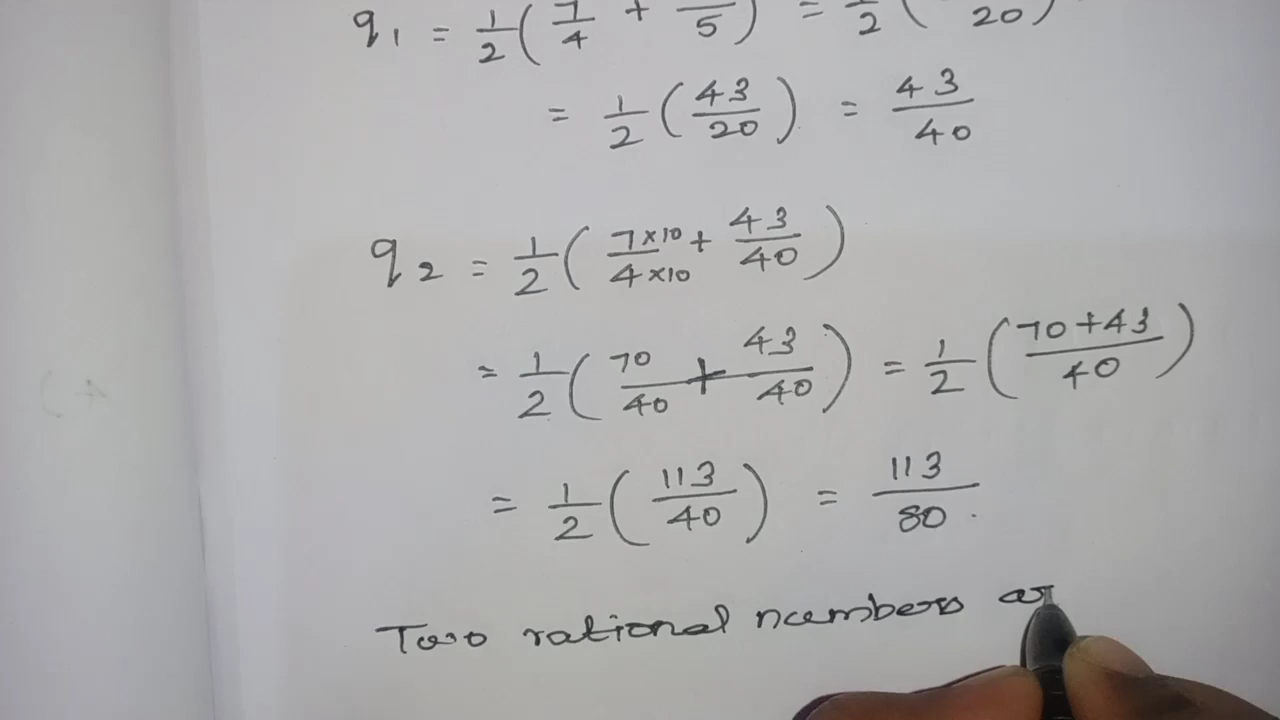 q1 = 1/2 ( 7/4 + /5 ) = 1/2 ( /20 )
= 1/2 ( 43/20 ) = 43/40
q2 = 1/2 ( 7×10/4×10 + 43/40 )
= 1/2 ( 70/40 + 43/40 ) = 1/2 ( 70+43/40 )
= 1/2 ( 113/40 ) = 113/80 .
Two rational numbers